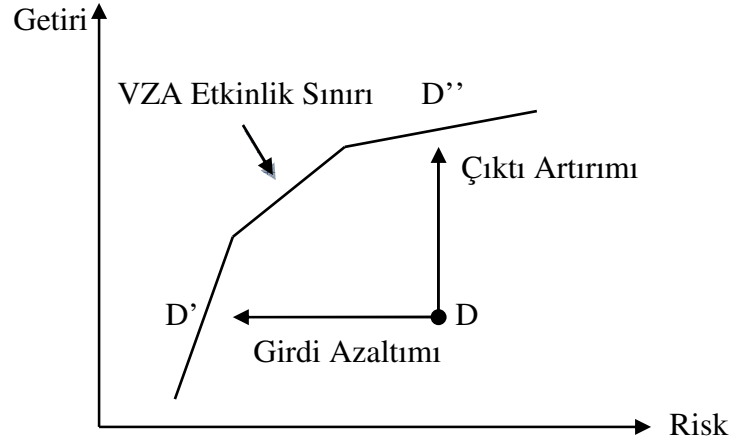 Getiri
VZA Etkinlik Sınırı
D’’
Çıktı Artırımı
D’
D
Girdi Azaltımı
Risk